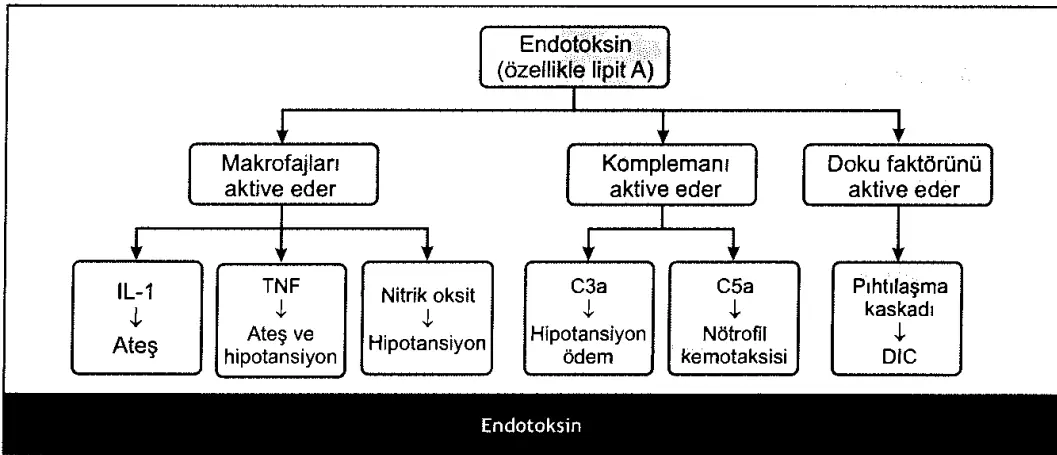 Endotoksin
(özellikle lipit A)
Makrofajları
aktive eder
Komplemanı
aktive eder
Doku faktörünü
aktive eder
IL-1
↓
Ateş
TNF
↓
Ateş ve
hipotansiyon
Nitrik oksit
↓
Hipotansiyon
C3a
↓
Hipotansiyon
ödem
C5a
↓
Nötrofil
kemotaksisi
Pıhtılaşma
kaskadı
↓
DIC
Endotoksin